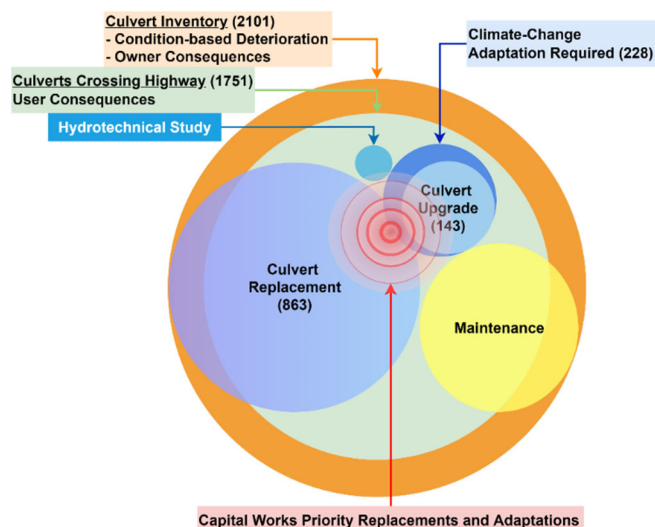 Culvert Inventory (2101)
- Condition-based Deterioration
- Owner Consequences
Climate-Change
Adaptation Required (228)
Culverts Crossing Highway (1751)
User Consequences
Hydrotechnical Study
Culvert
Upgrade
(143)
Culvert
Replacement
(863)
Maintenance
Capital Works Priority Replacements and Adaptations